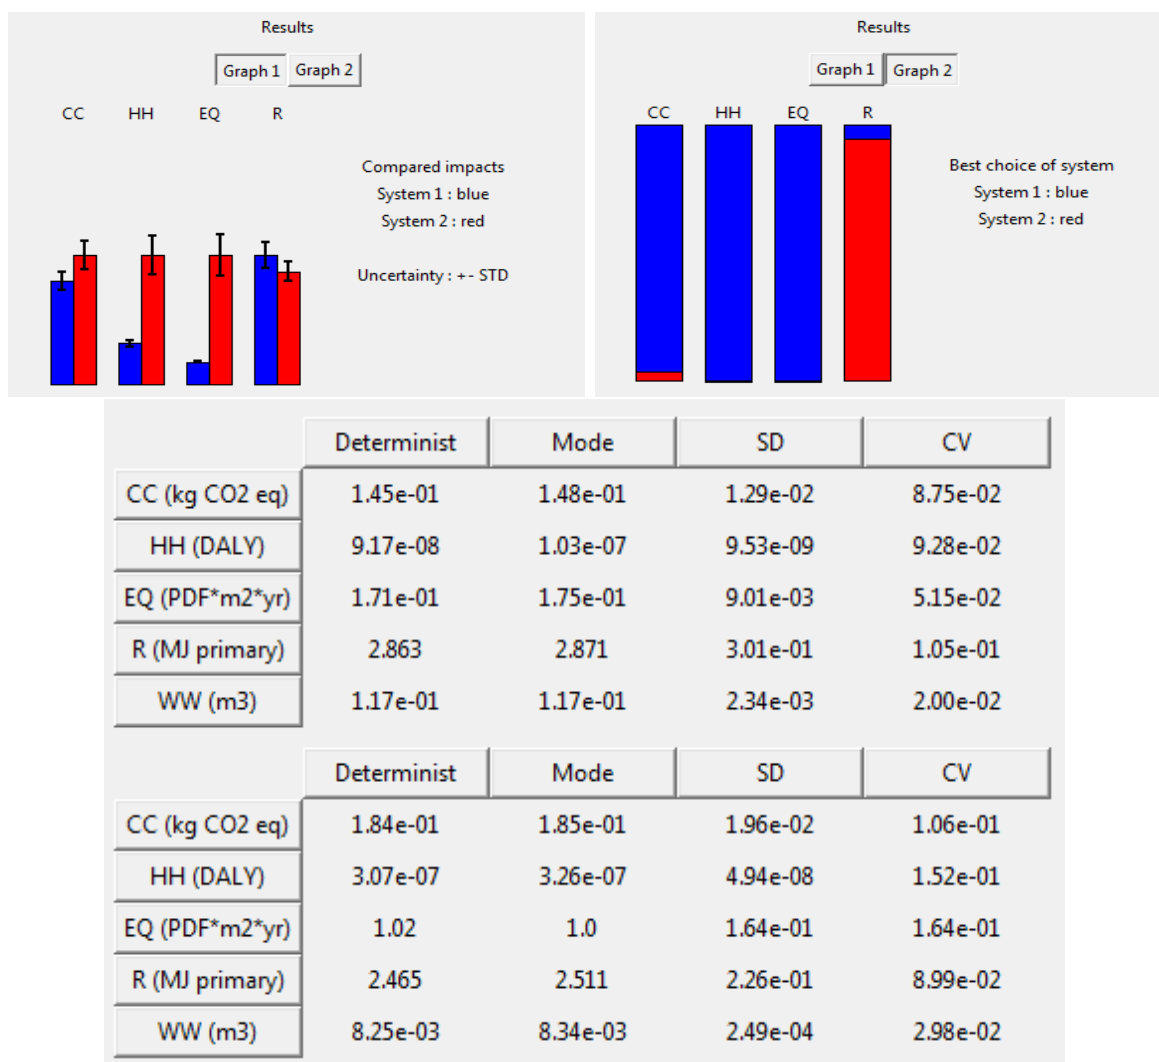 Results
Graph 1 Graph 2
CC HH EQ R
Compared impacts
System 1 : blue
System 2 : red
Uncertainty : +- STD
Results
Graph 1 Graph 2
CC HH EQ R
Best choice of system
System 1 : blue
System 2 : red
Determinist Mode SD CV
CC (kg CO2 eq) 1.45e-01 1.48e-01 1.29e-02 8.75e-02
HH (DALY) 9.17e-08 1.03e-07 9.53e-09 9.28e-02
EQ (PDF*m2*yr) 1.71e-01 1.75e-01 9.01e-03 5.15e-02
R (MJ primary) 2.863 2.871 3.01e-01 1.05e-01
WW (m3) 1.17e-01 1.17e-01 2.34e-03 2.00e-02
Determinist Mode SD CV
CC (kg CO2 eq) 1.84e-01 1.85e-01 1.96e-02 1.06e-01
HH (DALY) 3.07e-07 3.26e-07 4.94e-08 1.52e-01
EQ (PDF*m2*yr) 1.02 1.0 1.64e-01 1.64e-01
R (MJ primary) 2.465 2.511 2.26e-01 8.99e-02
WW (m3) 8.25e-03 8.34e-03 2.49e-04 2.98e-02